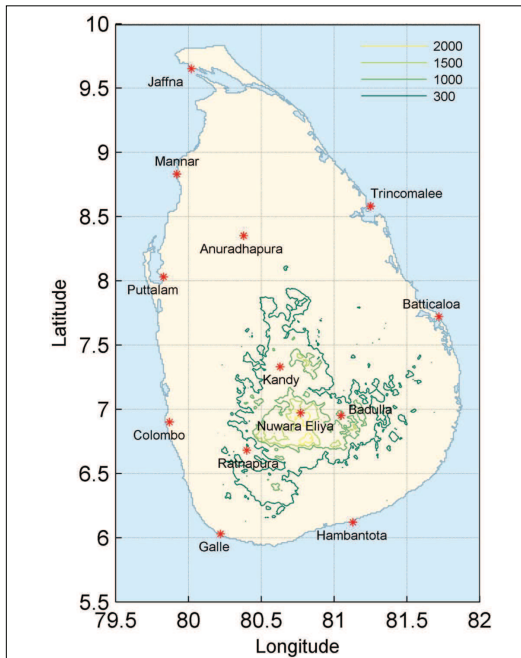 10
2000
1500
1000
300
9.5
Jaffna
9
Mannar
Trincomalee
8.5
Anuradhapura
8
Puttalam
Batticaloa
7.5
Kandy
7
Badulla
Nuwara Eliya
Colombo
Ratnapura
6.5
Hambantota
6
Galle
5.5
79.5 80 80.5 81 81.5 82
Latitude
Longitude